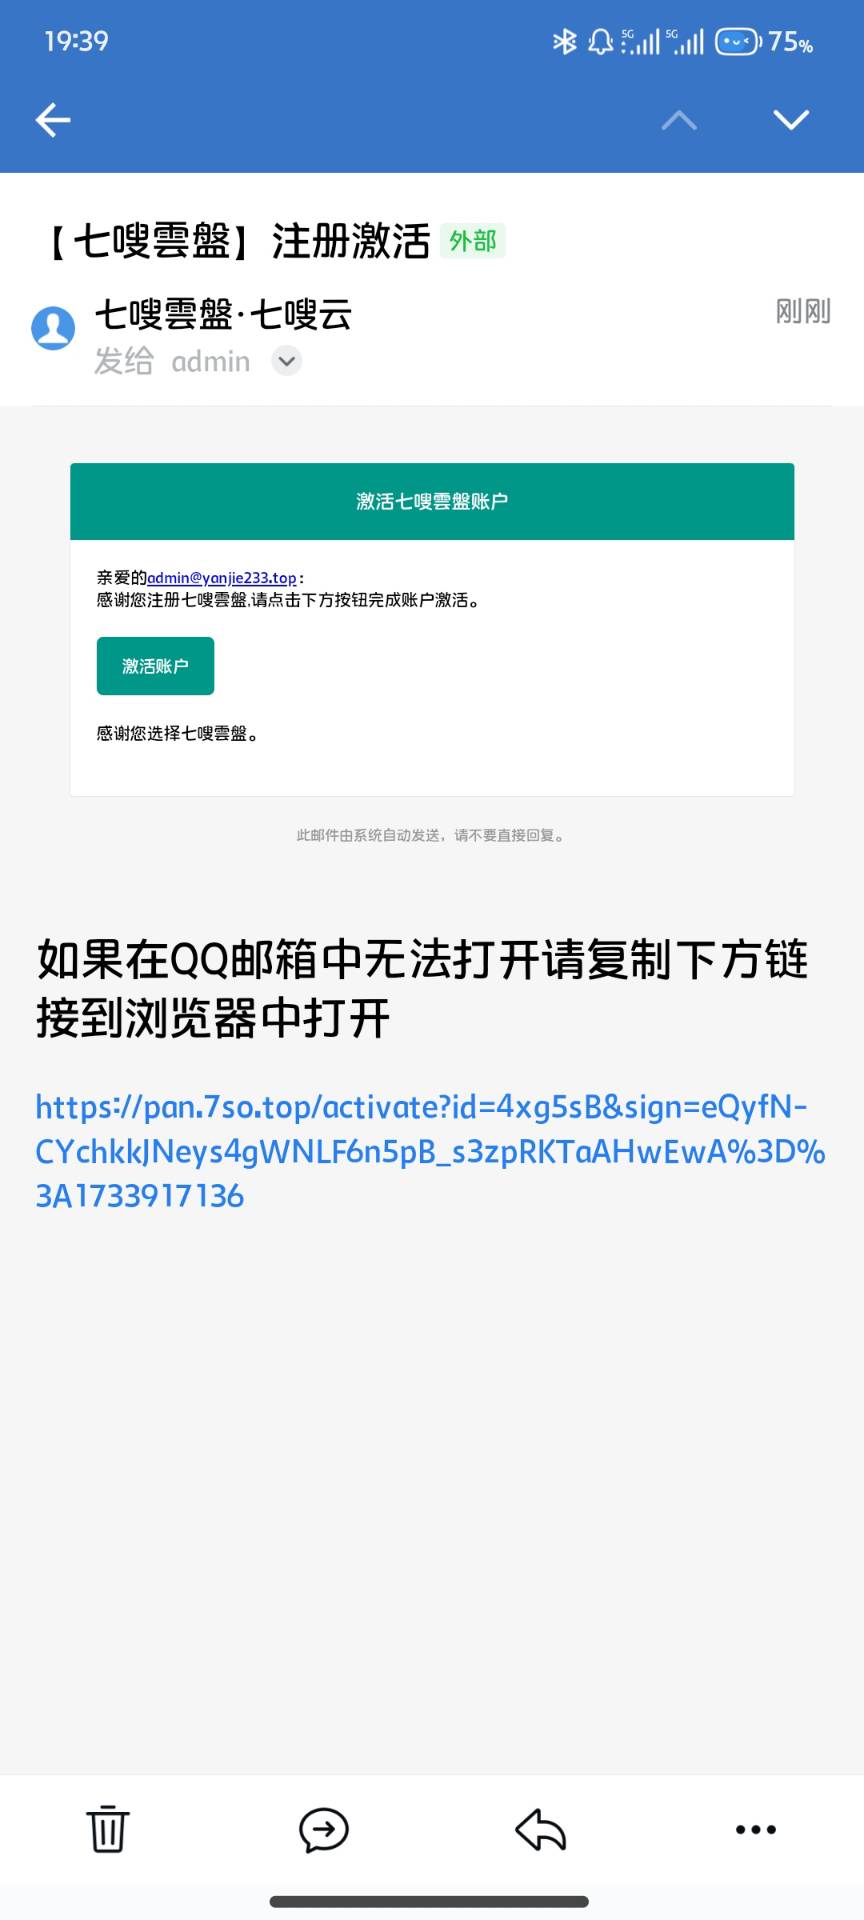 19:39
5G 5G 75%
【七嗖雲盤】注册激活 外部
七嗖雲盤·七嗖云
刚刚
发给 admin
激活七嗖雲盤账户
亲爱的admin@yanjie233.top：
感谢您注册七嗖雲盤,请点击下方按钮完成账户激活。
激活账户
感谢您选择七嗖雲盤。
此邮件由系统自动发送，请不要直接回复。
如果在QQ邮箱中无法打开请复制下方链
接到浏览器中打开
https://pan.7so.top/activate?id=4xg5sB&sign=eQyfN-
CYchkkJNeys4gWNLF6n5pB_s3zpRKTaAHwEwA%3D%
3A1733917136